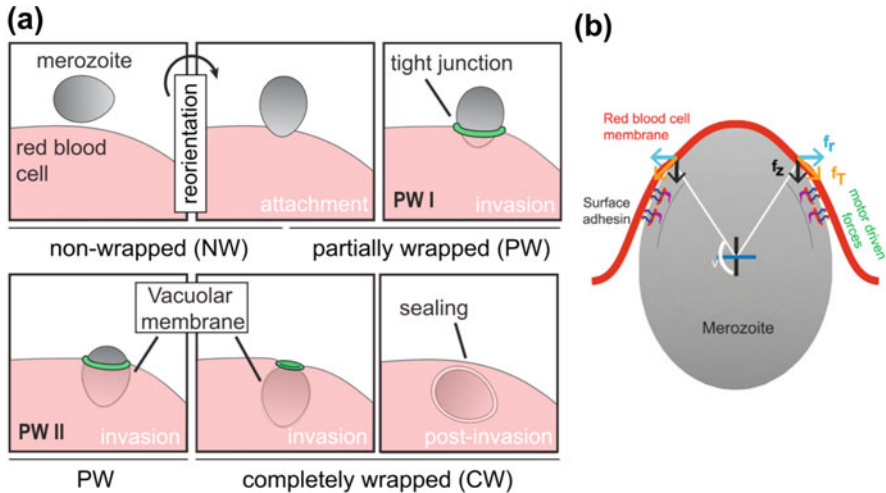 (a)
merozoite
red blood
cell
reorientation
attachment
tight junction
PW I
invasion
non-wrapped (NW)
partially wrapped (PW)
PW II
invasion
Vacuolar
membrane
invasion
sealing
post-invasion
PW
completely wrapped (CW)
(b)
Red blood cell
membrane
fr
fz
fT
Surface
adhesin
motor driven
forces
v
Merozoite